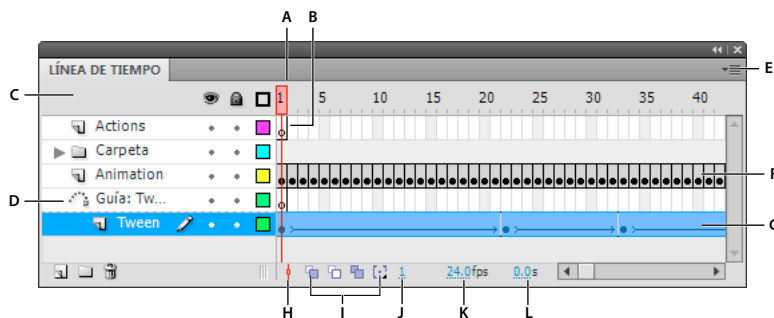 A B
LÍNEA DE TIEMPO
E
C
1 5 10 15 20 25 30 35 40
Actions
Carpeta
Animation
F
D
Guía: Tw...
Tween
G
1 24.0fps 0.0s
H I J K L